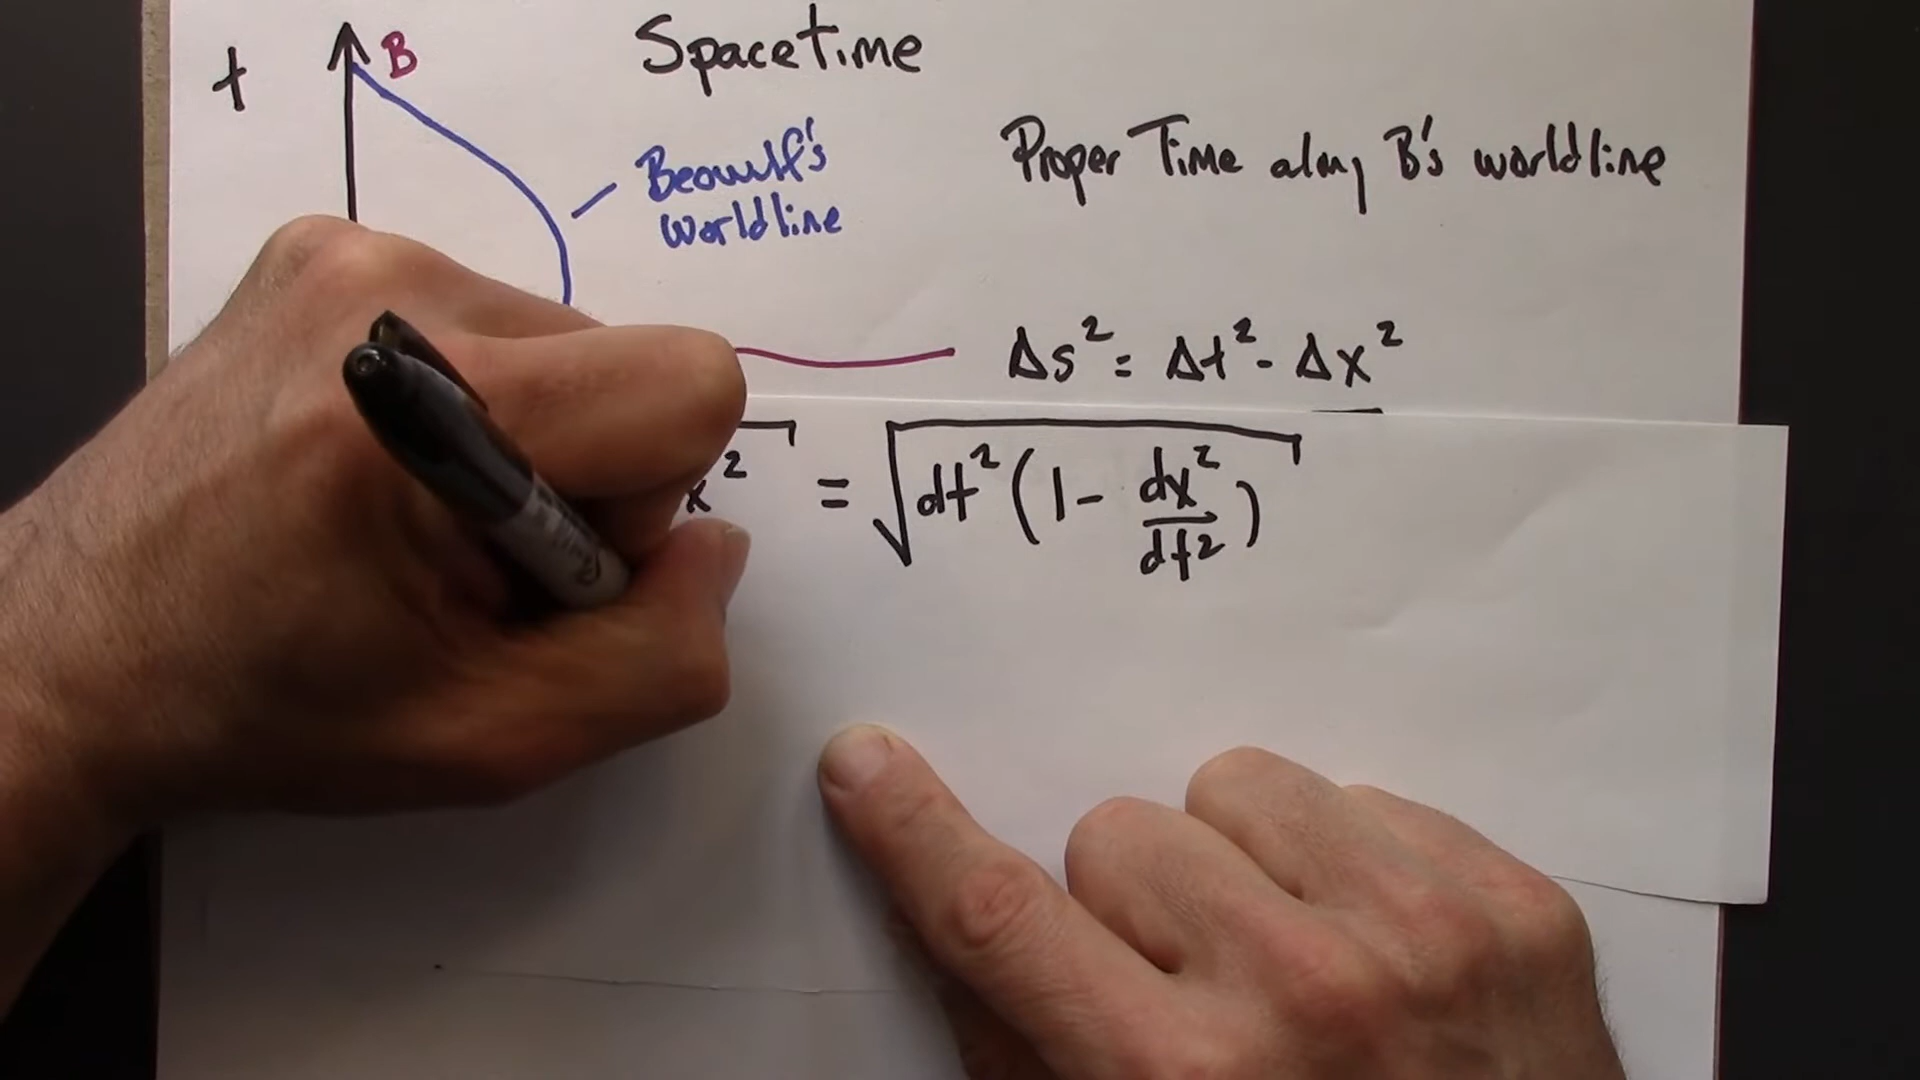 Spacetime
t
B
Beowulf's
worldline
Proper Time along B's worldline
Δs² = Δt² - Δx²
x² = √dt² (1 - dx²/dt²)